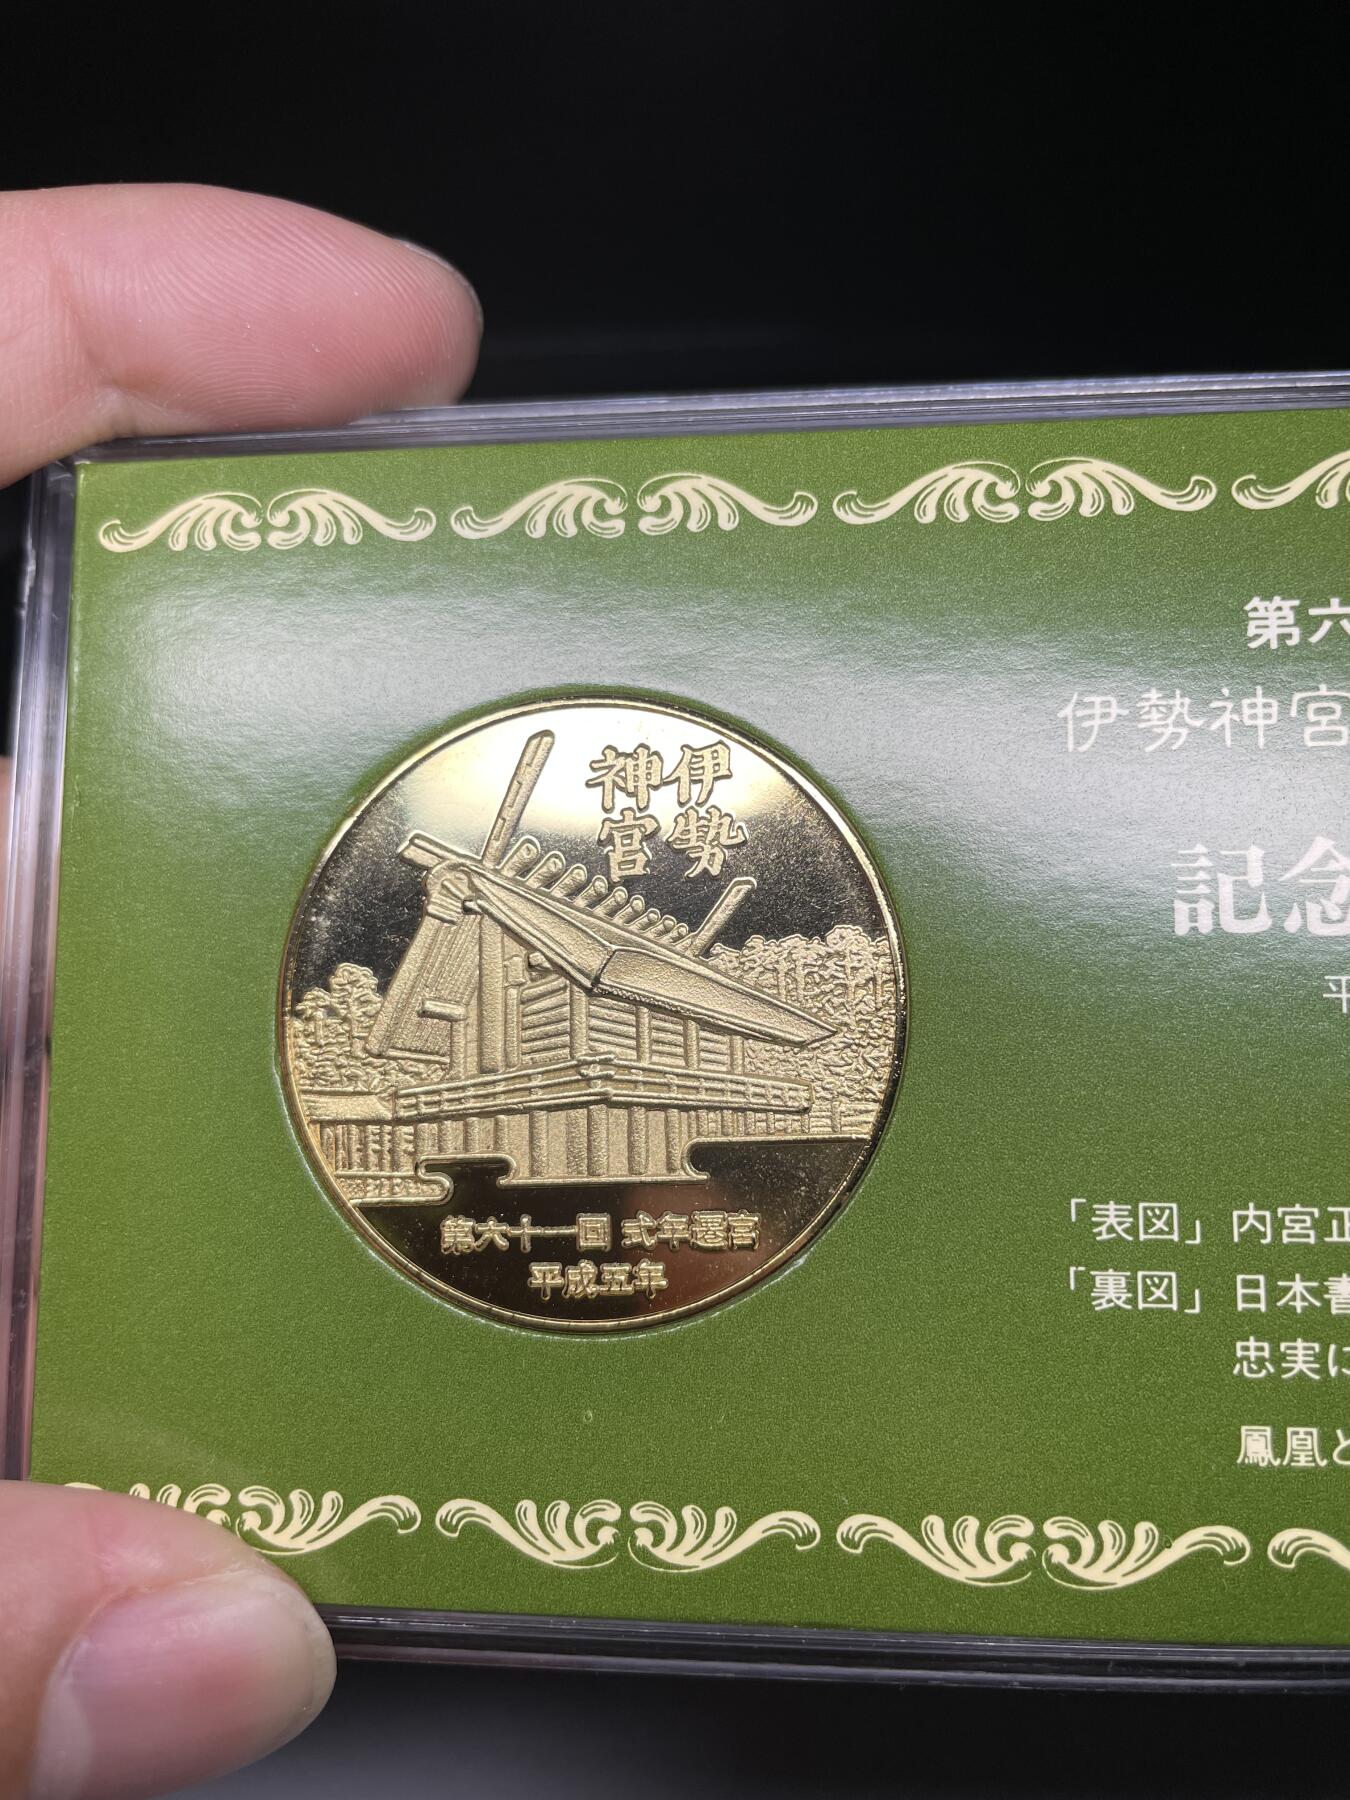 伊勢
神宮
第六十一回 式年遷宮
平成五年
第六
伊勢神宮
記念
平
「表図」内宮正
「裏図」日本書
忠実に
鳳凰と